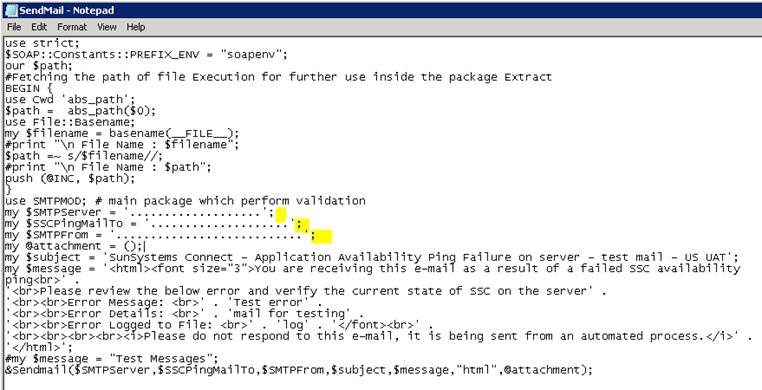 SendMail - Notepad
File Edit Format View Help
use strict;
$SOAP::Constants::PREFIX_ENV = "soapenv";
our $path;
#Fetching the path of file Execution for further use inside the package Extract
BEGIN {
use Cwd 'abs_path';
$path =  abs_path($0);
use File::Basename;
my $filename = basename(__FILE__);
#print "\n File Name : $filename";
$path =~ s/$filename//;
#print "\n File Name : $path";
push (@INC, $path);
}
use SMTPMOD; # main package which perform validation
my $SMTPServer = '...................';
my $SSCPingMailTo = '....................';
my $SMTPFrom = '...........................';
my @attachment = ();
my $subject = 'SunSystems Connect - Application Availability Ping Failure on server - test mail - US UAT';
my $message = '<html><font size="3">You are receiving this e-mail as a result of a failed SSC availability
ping<br>' .
'<br>Please review the below error and verify the current state of SSC on the server' .
'<br><br>Error Message: <br>' . 'Test error' .
'<br><br>Error Details: <br>' . 'mail for testing' .
'<br><br>Error Logged to File: <br>' . 'log' . '</font><br>' .
'<br><br><br><br><i>Please do not respond to this e-mail, it is being sent from an automated process.</i>' .
'</html>';
#my $message = "Test Messages";
&Sendmail($SMTPServer,$SSCPingMailTo,$SMTPFrom,$subject,$message,"html",@attachment);